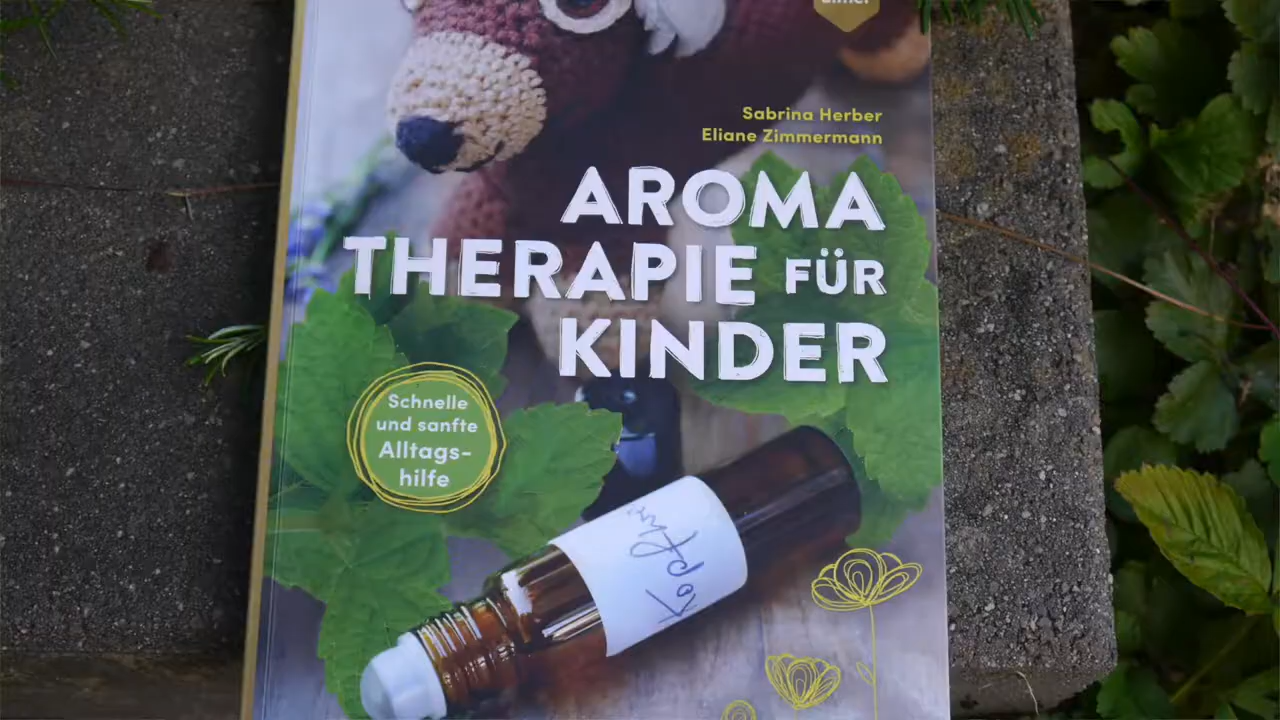 Sabrina Herber
Eliane Zimmermann
AROMA
THERAPIE FÜR
KINDER
Schnelle
und sanfte
Alltags-
hilfe